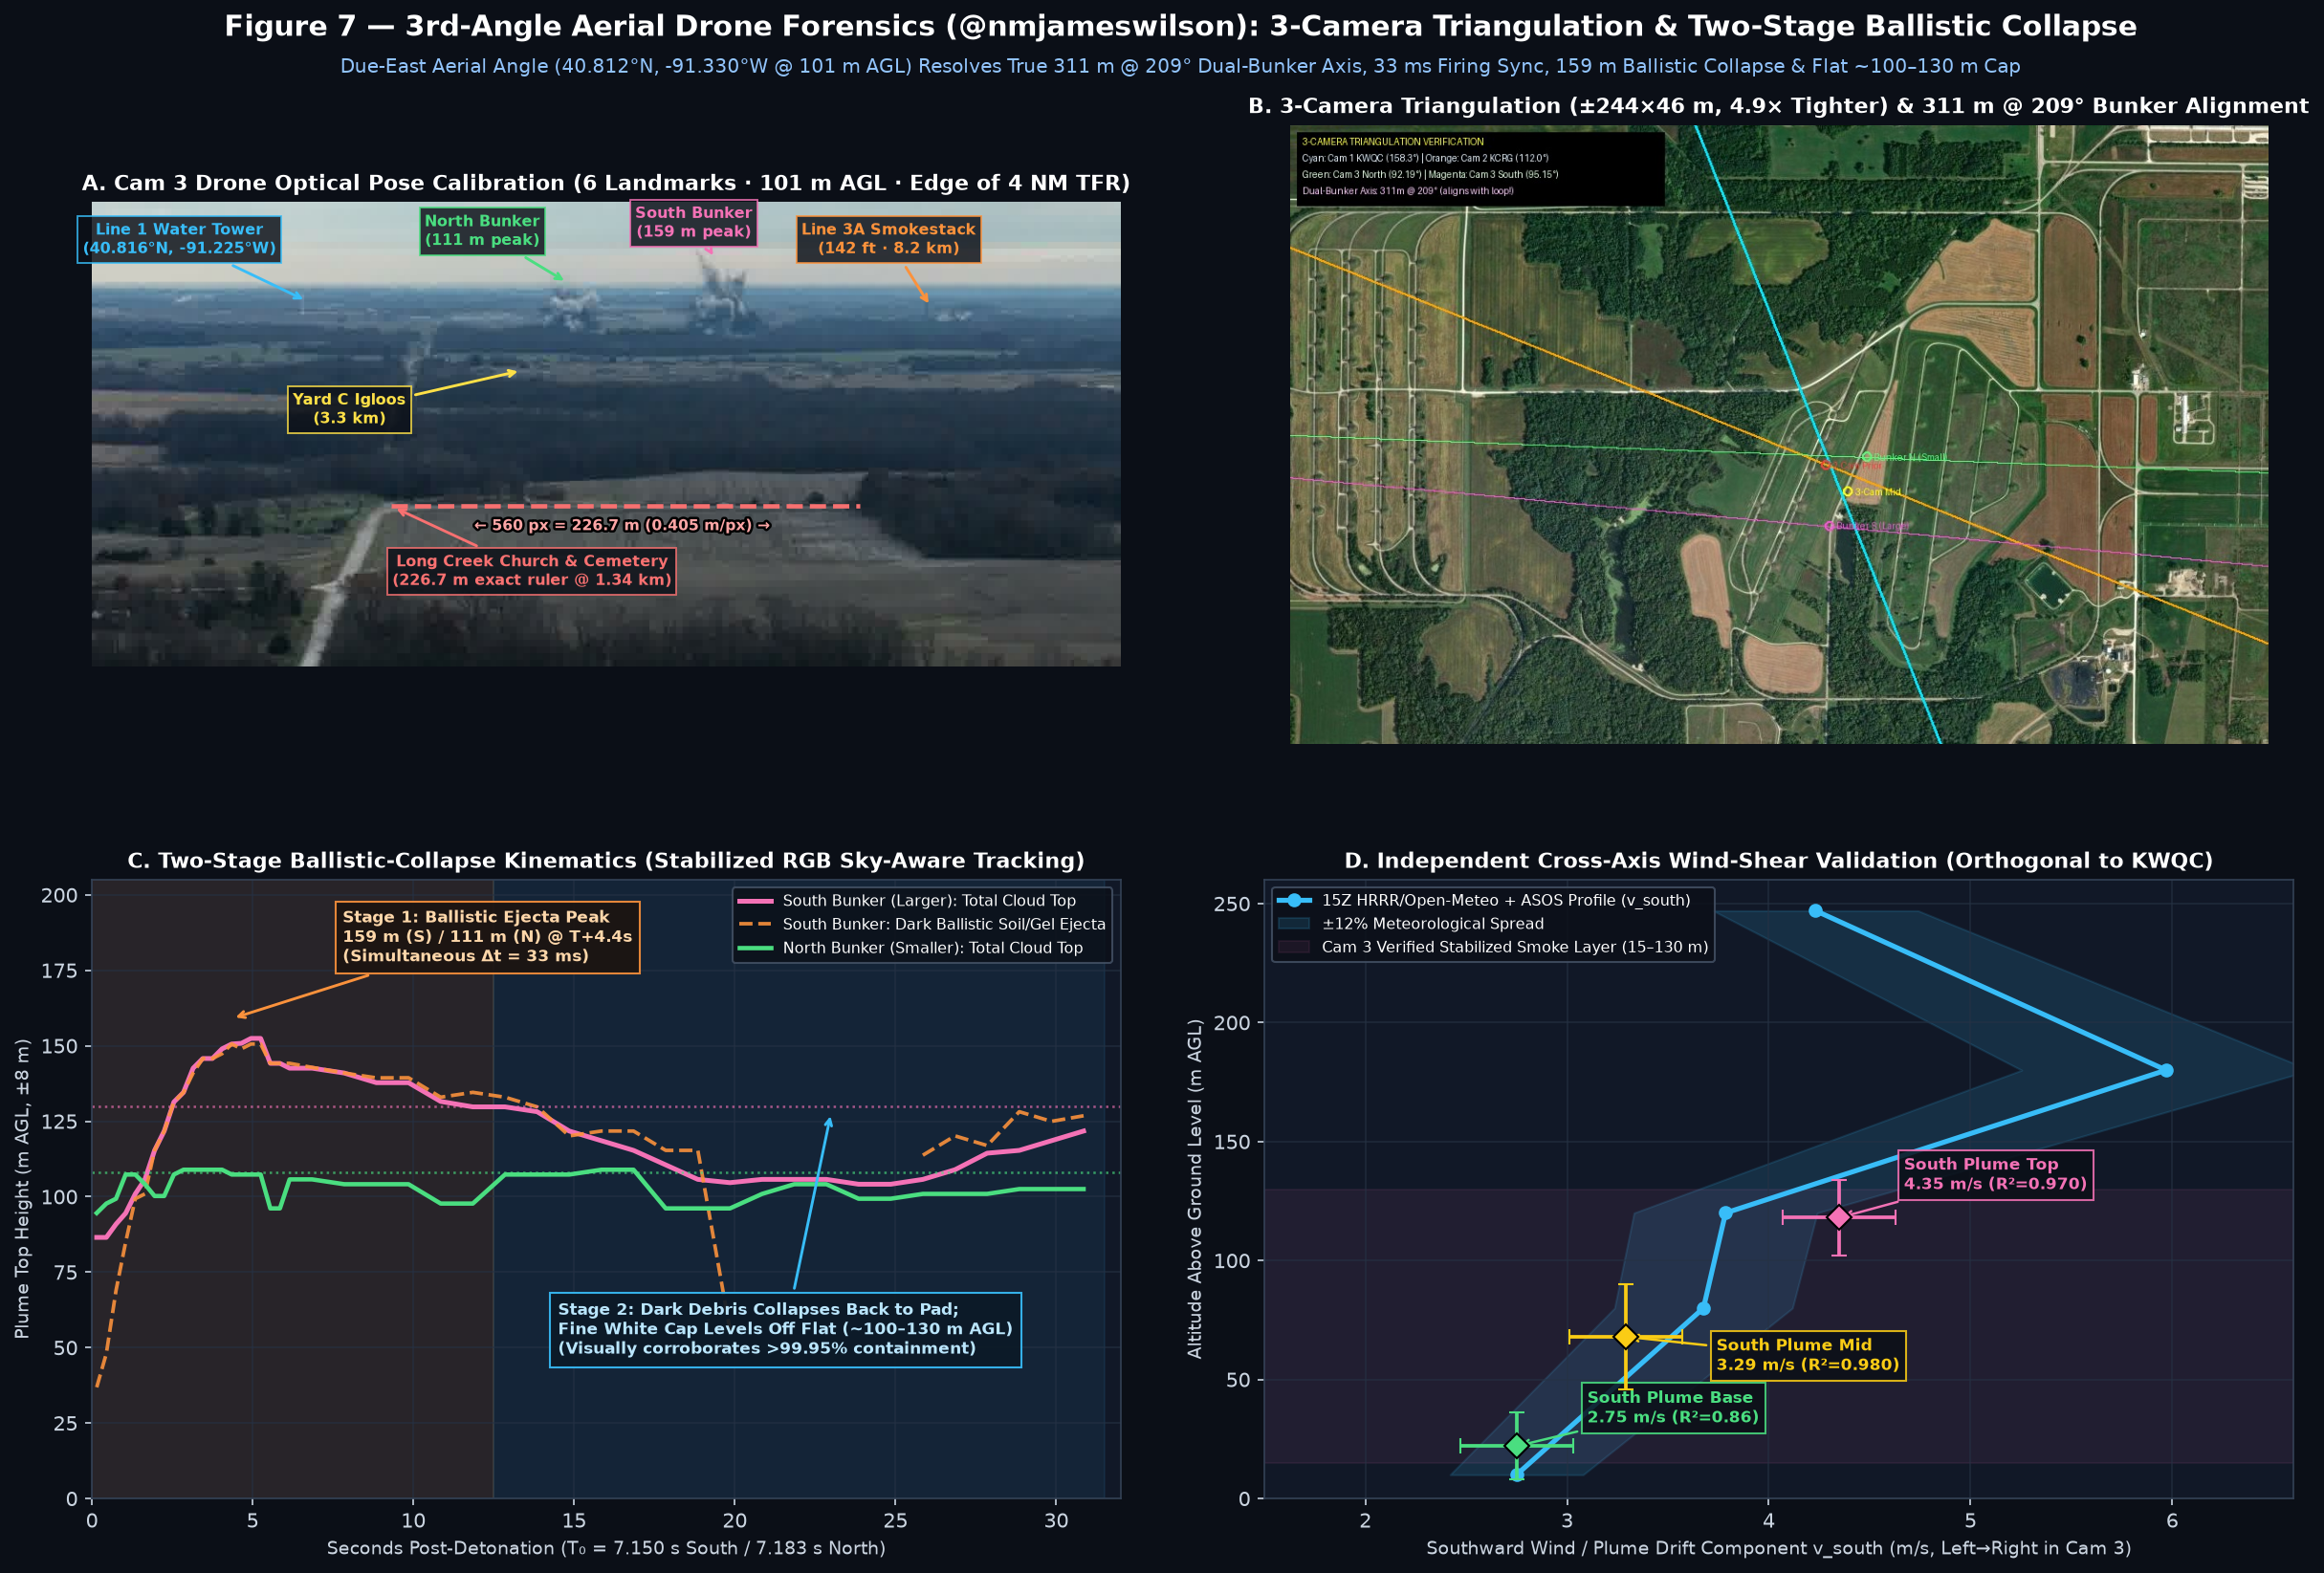 Figure 7 — 3rd-Angle Aerial Drone Forensics (@nmjameswilson): 3-Camera Triangulation & Two-Stage Ballistic Collapse
Due-East Aerial Angle (40.812°N, -91.330°W @ 101 m AGL) Resolves True 311 m @ 209° Dual-Bunker Axis, 33 ms Firing Sync, 159 m Ballistic Collapse & Flat ~100–130 m Cap
A. Cam 3 Drone Optical Pose Calibration (6 Landmarks · 101 m AGL · Edge of 4 NM TFR)
Line 1 Water Tower
(40.816°N, -91.225°W)
North Bunker
(111 m peak)
South Bunker
(159 m peak)
Line 3A Smokestack
(142 ft · 8.2 km)
Yard C Igloos
(3.3 km)
← 560 px = 226.7 m (0.405 m/px) →
Long Creek Church & Cemetery
(226.7 m exact ruler @ 1.34 km)
B. 3-Camera Triangulation (±244×46 m, 4.9× Tighter) & 311 m @ 209° Bunker Alignment
3-CAMERA TRIANGULATION VERIFICATION
Cyan: Cam 1 KWQC (158.3°) | Orange: Cam 2 KCRG (112.0°)
Green: Cam 3 North (92.19°) | Magenta: Cam 3 South (95.15°)
Dual-Bunker Axis: 311m @ 209° (aligns with loop!)
Bunker N (Small)
3-Cam Mid
Bunker S (Large)
C. Two-Stage Ballistic-Collapse Kinematics (Stabilized RGB Sky-Aware Tracking)
Plume Top Height (m AGL, ±8 m)
200
175
150
125
100
75
50
25
0
Stage 1: Ballistic Ejecta Peak
159 m (S) / 111 m (N) @ T+4.4s
(Simultaneous Δt = 33 ms)
South Bunker (Larger): Total Cloud Top
South Bunker: Dark Ballistic Soil/Gel Ejecta
North Bunker (Smaller): Total Cloud Top
Stage 2: Dark Debris Collapses Back to Pad;
Fine White Cap Levels Off Flat (~100–130 m AGL)
(Visually corroborates >99.95% containment)
0 5 10 15 20 25 30
Seconds Post-Detonation (T₀ = 7.150 s South / 7.183 s North)
D. Independent Cross-Axis Wind-Shear Validation (Orthogonal to KWQC)
Altitude Above Ground Level (m AGL)
250
200
150
100
50
0
15Z HRRR/Open-Meteo + ASOS Profile (v_south)
±12% Meteorological Spread
Cam 3 Verified Stabilized Smoke Layer (15–130 m)
South Plume Top
4.35 m/s (R²=0.970)
South Plume Mid
3.29 m/s (R²=0.980)
South Plume Base
2.75 m/s (R²=0.86)
2 3 4 5 6
Southward Wind / Plume Drift Component v_south (m/s, Left→Right in Cam 3)